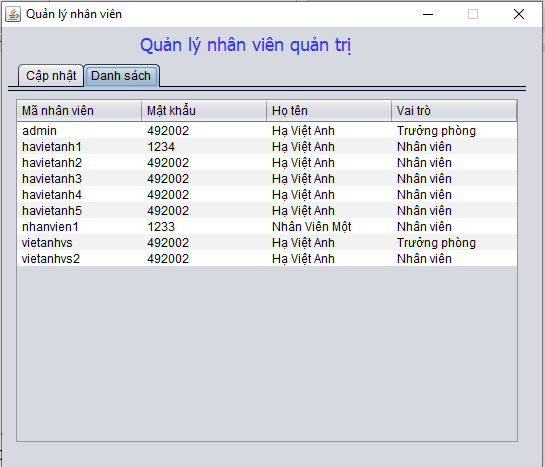 Quản lý nhân viên
Quản lý nhân viên quản trị
Cập nhật Danh sách
Mã nhân viên Mật khẩu Họ tên Vai trò
admin 492002 Hạ Việt Anh Trưởng phòng
havietanh1 1234 Hạ Việt Anh Nhân viên
havietanh2 492002 Hạ Việt Anh Nhân viên
havietanh3 492002 Hạ Việt Anh Nhân viên
havietanh4 492002 Hạ Việt Anh Nhân viên
havietanh5 492002 Hạ Việt Anh Nhân viên
nhanvien1 1233 Nhân Viên Một Nhân viên
vietanhvs 492002 Hạ Việt Anh Trưởng phòng
vietanhvs2 492002 Hạ Việt Anh Nhân viên